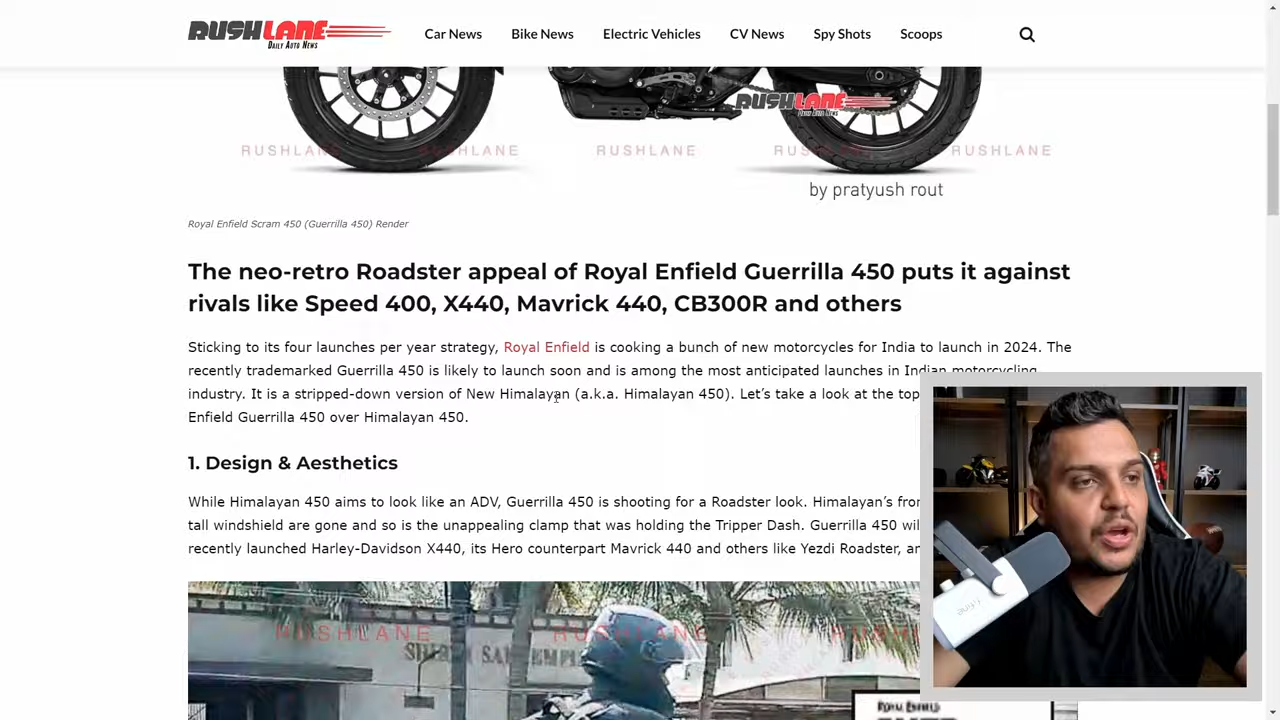 RUSHLANE
DAILY AUTO NEWS
Car News
Bike News
Electric Vehicles
CV News
Spy Shots
Scoops
RUSHLANE
DAILY AUTO NEWS
RUSHLANE RUSHLANE RUSHLANE RUSHLANE RUSHLANE
by pratyush rout
Royal Enfield Scram 450 (Guerrilla 450) Render
The neo-retro Roadster appeal of Royal Enfield Guerrilla 450 puts it against
rivals like Speed 400, X440, Mavrick 440, CB300R and others
Sticking to its four launches per year strategy, Royal Enfield is cooking a bunch of new motorcycles for India to launch in 2024. The
recently trademarked Guerrilla 450 is likely to launch soon and is among the most anticipated launches in Indian motorcycling
industry. It is a stripped-down version of New Himalayan (a.k.a. Himalayan 450). Let’s take a look at the top
Enfield Guerrilla 450 over Himalayan 450.
1. Design & Aesthetics
While Himalayan 450 aims to look like an ADV, Guerrilla 450 is shooting for a Roadster look. Himalayan’s
tall windshield are gone and so is the unappealing clamp that was holding the Tripper Dash. Guerrilla 450
recently launched Harley-Davidson X440, its Hero counterpart Mavrick 440 and others like Yezdi Roadster,
RUSHLANE RUSHLANE
fifine